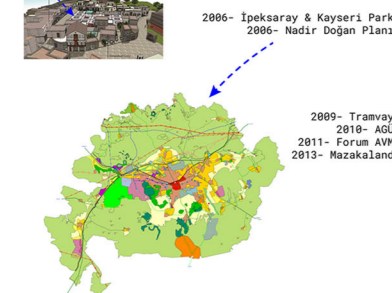 2006- İpeksaray & Kayseri Park
2006- Nadir Doğan Planı
2009- Tramvay
2010- AGÜ
2011- Forum AVM
2013- Mazakaland